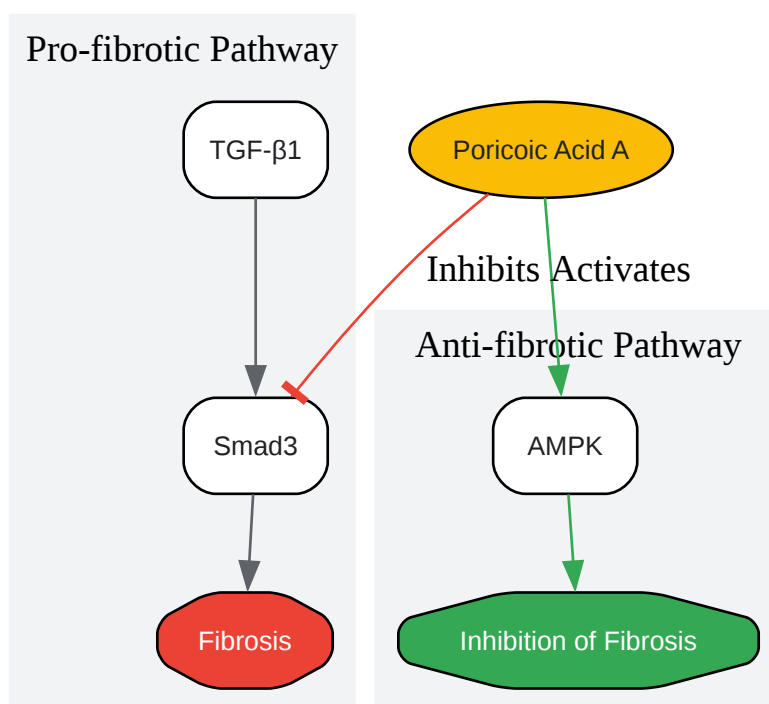 Pro-fibrotic Pathway
TGF-β1
Poricoic Acid A
Inhibits
Activates
Anti-fibrotic Pathway
Smad3
AMPK
Fibrosis
Inhibition of Fibrosis